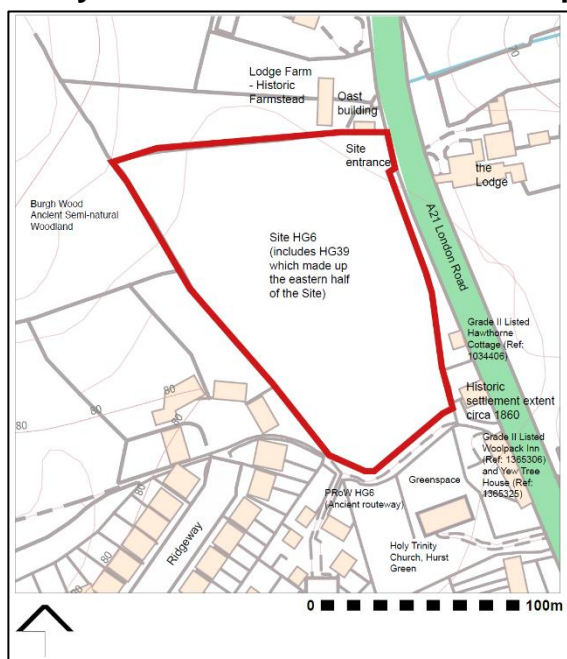 Lodge Farm
- Historic
Farmstead
Oast
building
70
Site
entrance
the
Lodge
Burgh Wood
Ancient Semi-natural
Woodland
A21 London Road
Site HG6
(includes HG39
which made up
the eastern half
of the Site)
Grade II Listed
Hawthorne
Cottage (Ref:
1034406)
Historic
settlement extent
circa 1860
80
80
80
80
80
Grade II Listed
Woolpack Inn
(Ref: 1365306)
and Yew Tree
House (Ref:
1365325)
Greenspace
PRoW HG6
(Ancient routeway)
Ridgeway
Holy Trinity
Church, Hurst
Green
0
100m